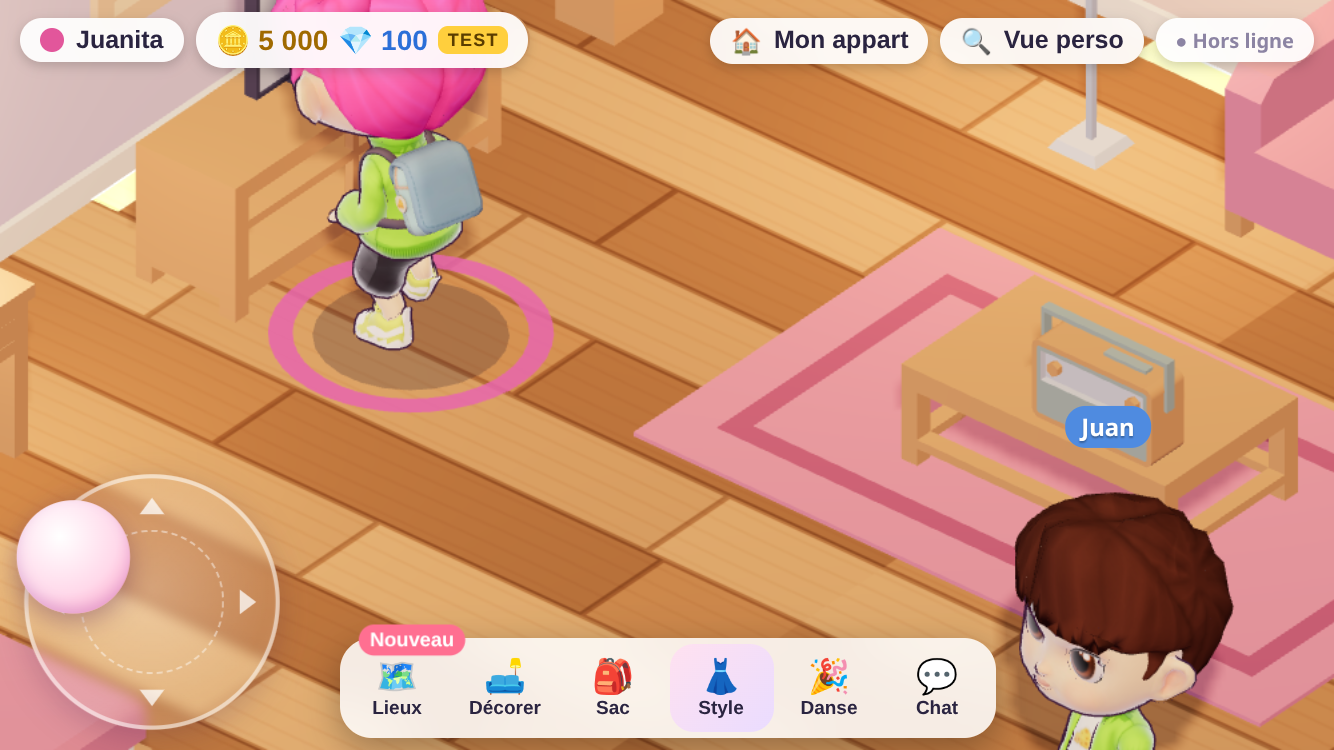 Juanita
5 000
100
TEST
Mon appart
Vue perso
• Hors ligne
Juan
Nouveau
Lieux
Décorer
Sac
Style
Danse
Chat